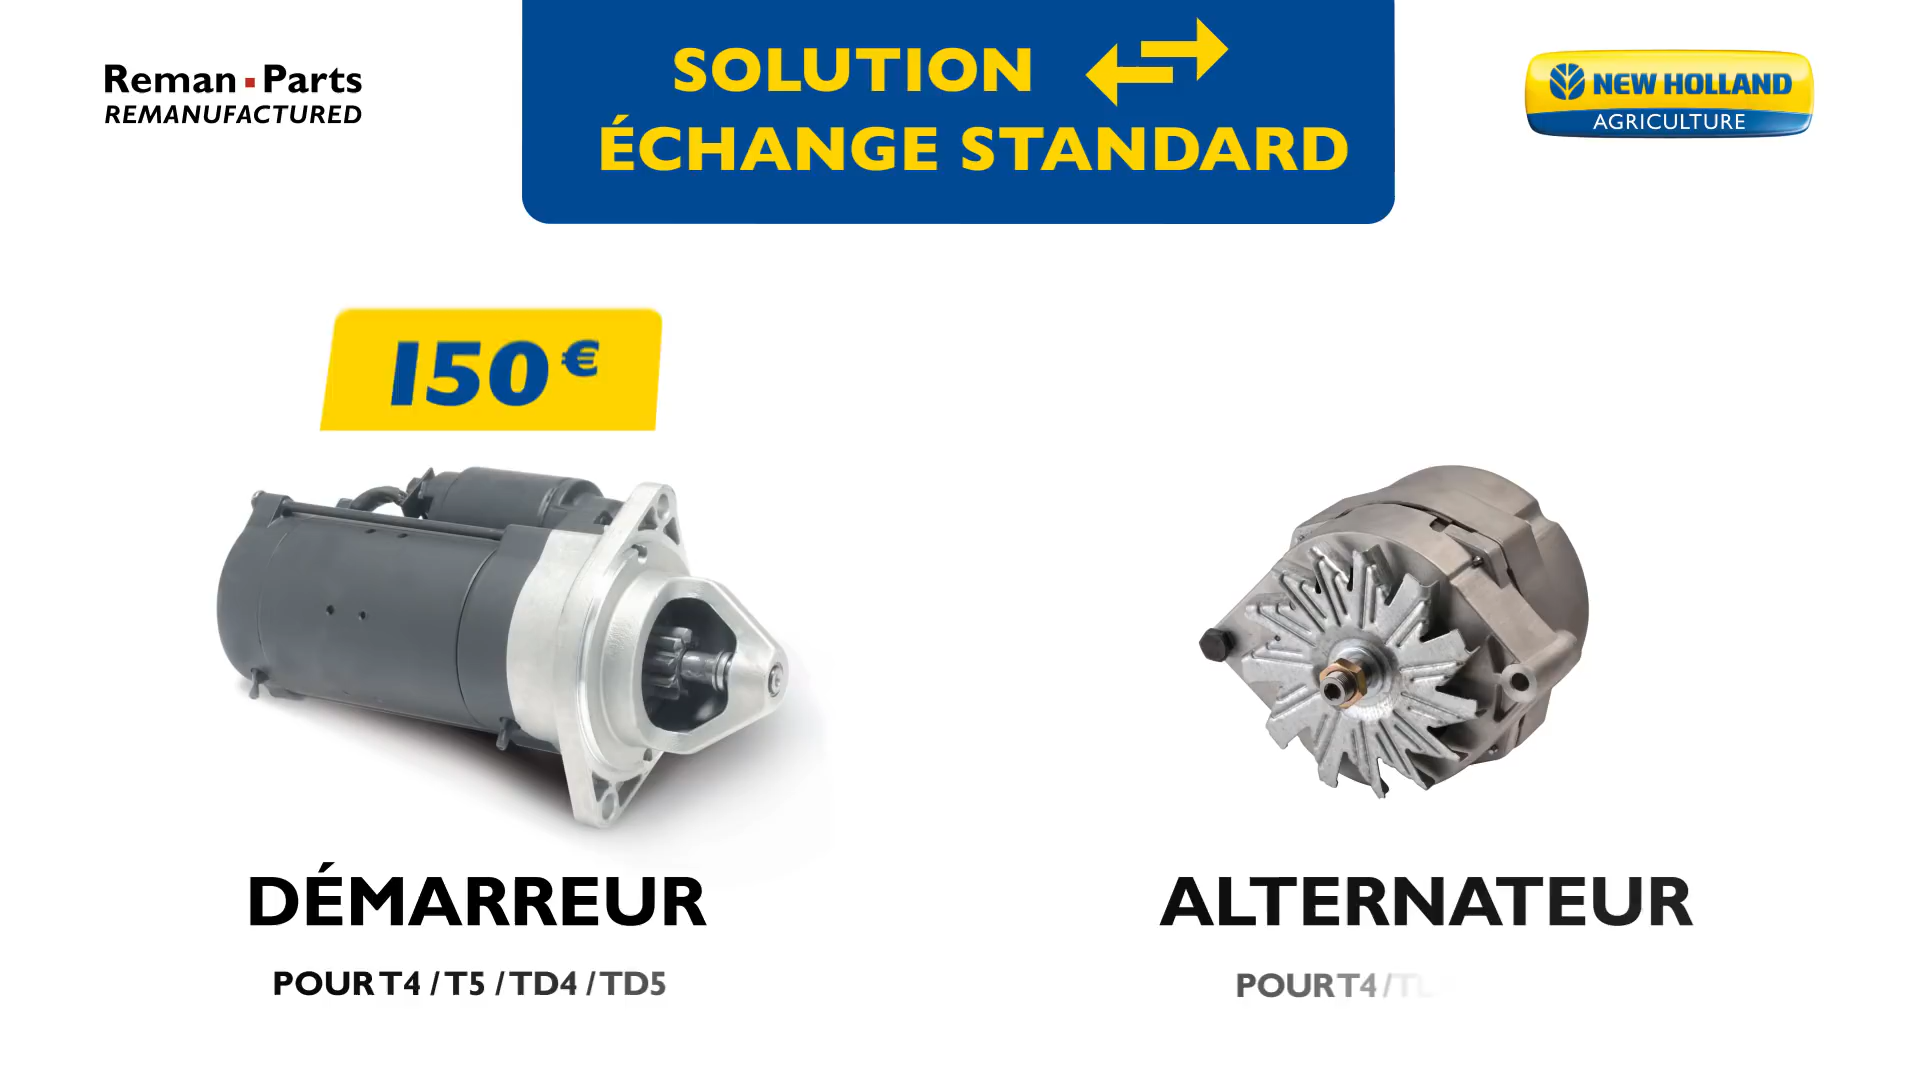 Reman Parts
REMANUFACTURED
SOLUTION
ÉCHANGE STANDARD
NEW HOLLAND
AGRICULTURE
150 €
DÉMARREUR
POUR T4 / T5 / TD4 / TD5
ALTERNATEUR
POUR T4 /